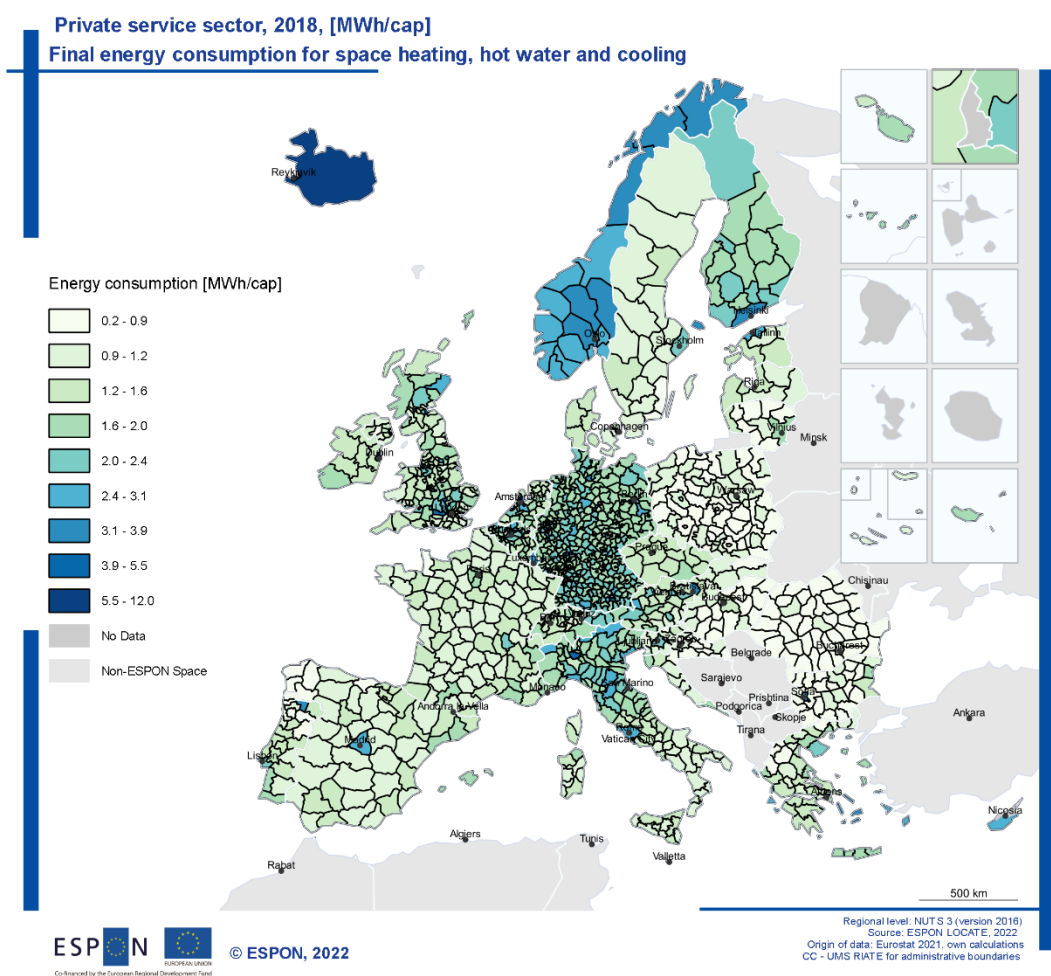 Private service sector, 2018, [MWh/cap]
Final energy consumption for space heating, hot water and cooling
Reykjavik
Energy consumption [MWh/cap]
0.2 - 0.9
0.9 - 1.2
1.2 - 1.6
1.6 - 2.0
2.0 - 2.4
2.4 - 3.1
3.1 - 3.9
3.9 - 5.5
5.5 - 12.0
No Data
Non-ESPON Space
Helsinki
Oslo
Tallinn
Stockholm
Riga
Copenhagen
Vilnius
Minsk
Dublin
Amsterdam
Berlin
Warsaw
Luxembourg
Prague
Paris
Bratislava
Budapest
Chisinau
Ljubljana
Zagreb
Belgrade
Bucharest
San Marino
Sarajevo
Monaco
Andorra la Vella
Prishtina
Sofia
Podgorica
Skopje
Ankara
Rome
Vatican City
Tirana
Madrid
Lisbon
Athens
Nicosia
Algiers
Tunis
Valletta
Rabat
500 km
Regional level: NUTS 3 (version 2016)
Source: ESPON LOCATE, 2022
Origin of data: Eurostat 2021, own calculations
CC - UMS RIATE for administrative boundaries
ESPON
EUROPEAN UNION
© ESPON, 2022
Co-financed by the European Regional Development Fund